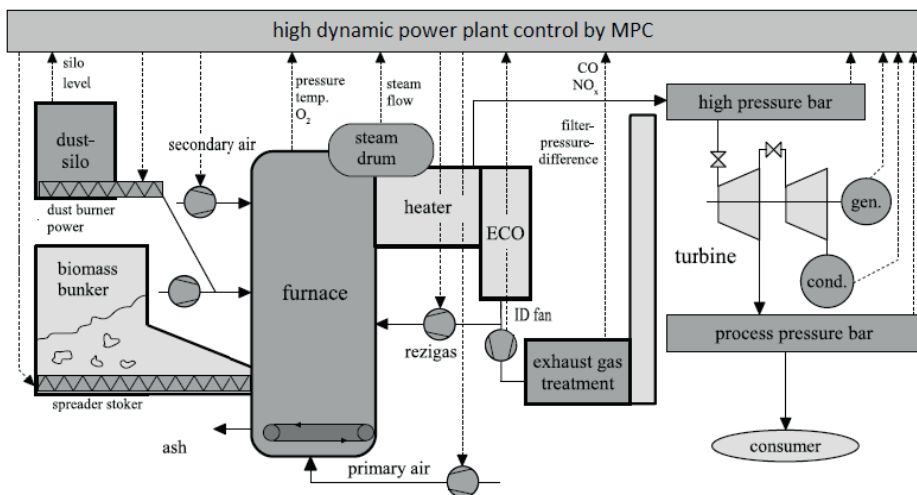 high dynamic power plant control by MPC
silo
level
pressure
temp.
O₂
steam
flow
CO
NOₓ
filter-
pressure-
difference
high pressure bar
dust-
silo
secondary air
steam
drum
dust burner
power
heater
ECO
gen.
turbine
cond.
biomass
bunker
furnace
ID fan
rezigas
process pressure bar
exhaust gas
treatment
spreader stoker
ash
primary air
consumer